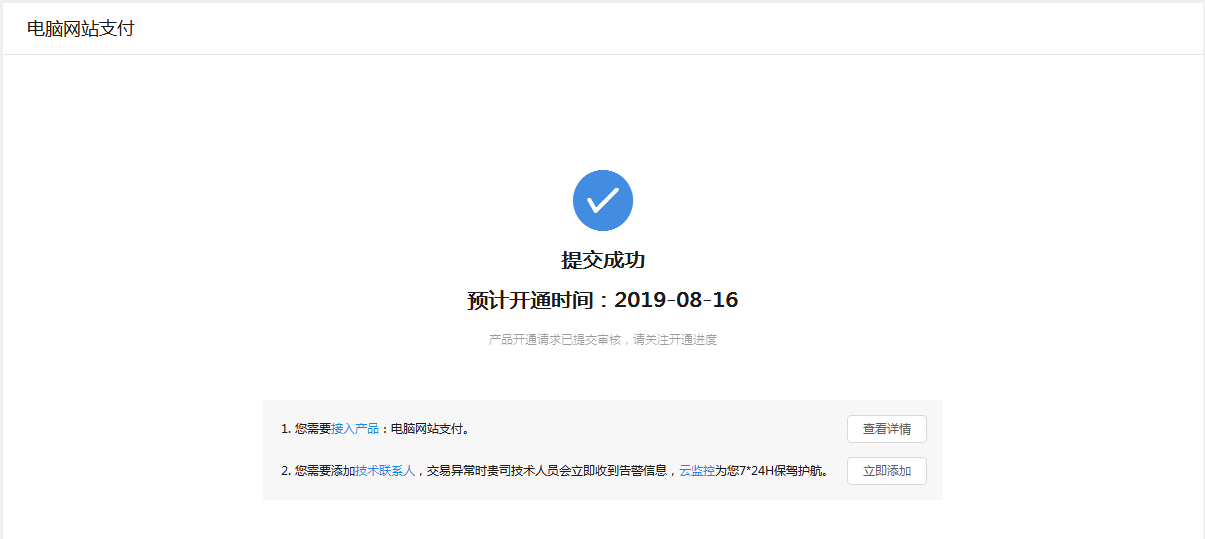 电脑网站支付
提交成功
预计开通时间：2019-08-16
产品开通请求已提交审核，请关注开通进度
1. 您需要接入产品：电脑网站支付。
查看详情
2. 您需要添加技术联系人，交易异常时贵司技术人员会立即收到告警信息，云监控为您7*24H保驾护航。
立即添加